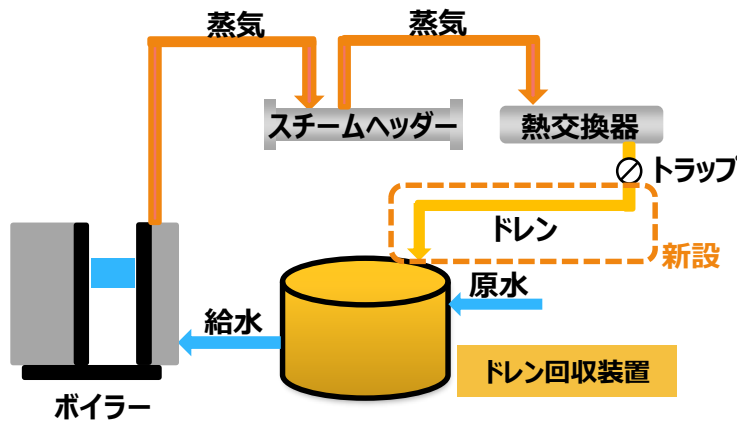 蒸気
蒸気
スチームヘッダー
熱交換器
トラップ
ドレン
新設
原水
給水
ドレン回収装置
ボイラー